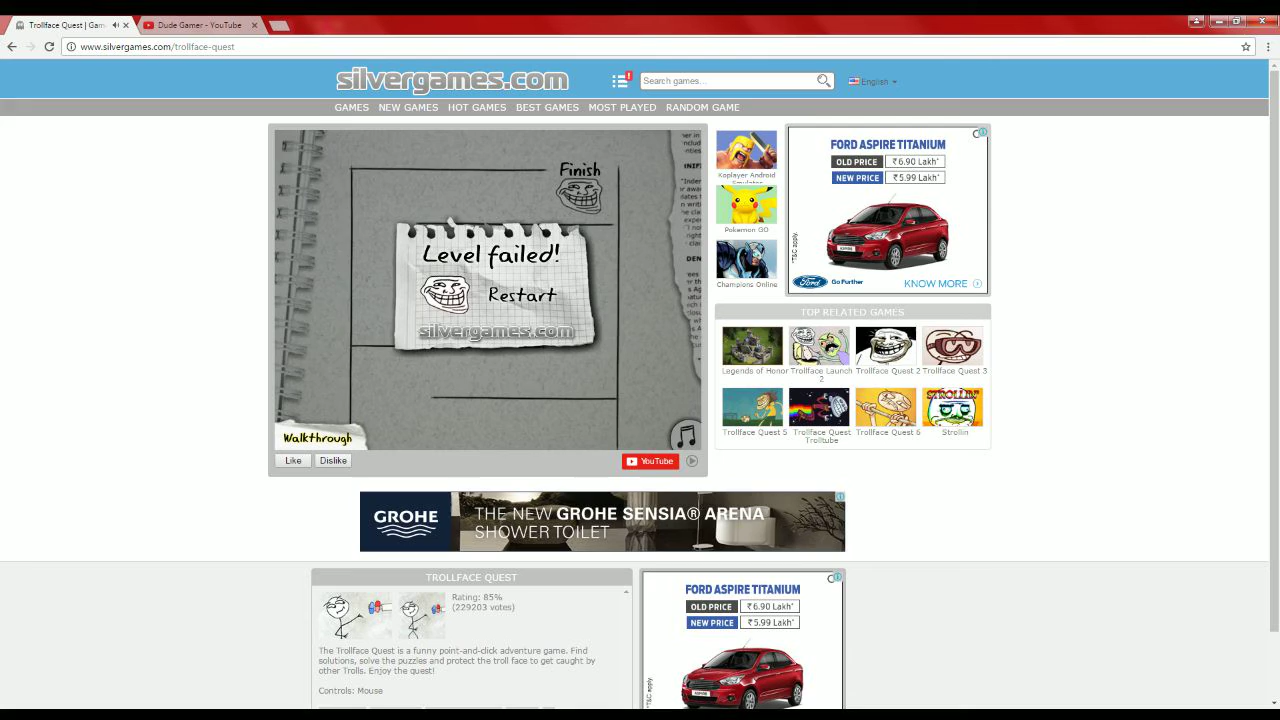 Trollface Quest | Gam
Dude Gamer - YouTube
www.silvergames.com/trollface-quest
silvergames.com
Search games...
English
GAMES NEW GAMES HOT GAMES BEST GAMES MOST PLAYED RANDOM GAME
Finish
Level failed!
Restart
silvergames.com
Walkthrough
Like
Dislike
YouTube
Koplayer Android
Emulator
Pokemon GO
Champions Online
FORD ASPIRE TITANIUM
OLD PRICE ₹6.90 Lakh*
NEW PRICE ₹5.99 Lakh*
*T&C apply.
Ford
Go Further
KNOW MORE
TOP RELATED GAMES
Legends of Honor
Trollface Launch
2
Trollface Quest 2
Trollface Quest 3
STROLLIN'
Trollface Quest 5
Trollface Quest
Trolltube
Trollface Quest 6
Strollin
GROHE
THE NEW GROHE SENSIA® ARENA
SHOWER TOILET
TROLLFACE QUEST
Rating: 85%
(229203 votes)
The Trollface Quest is a funny point-and-click adventure game. Find
solutions, solve the puzzles and protect the troll face to get caught by
other Trolls. Enjoy the quest!
Controls: Mouse
FORD ASPIRE TITANIUM
OLD PRICE ₹6.90 Lakh*
NEW PRICE ₹5.99 Lakh*
*T&C apply.